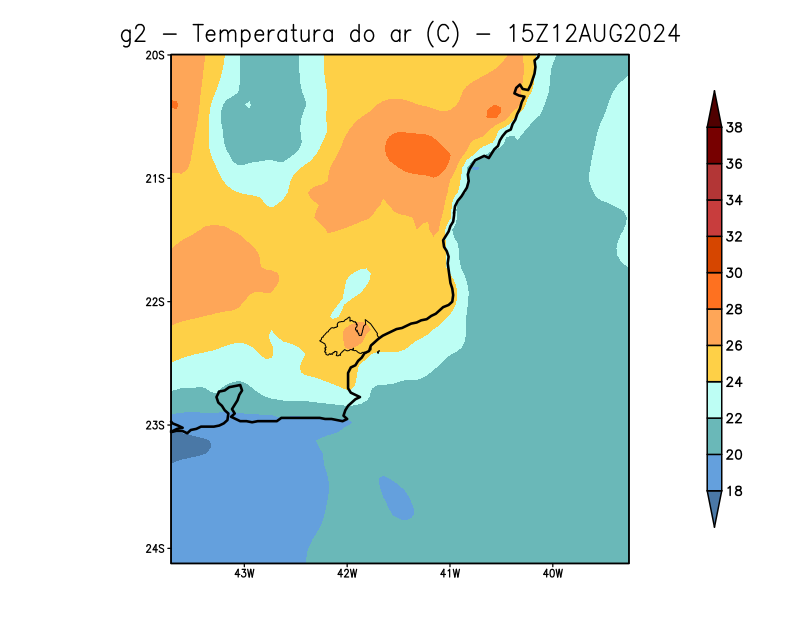 g2 – Temperatura do ar (C) – 15Z12AUG2024
20S
21S
22S
23S
24S
43W
42W
41W
40W
38
36
34
32
30
28
26
24
22
20
18